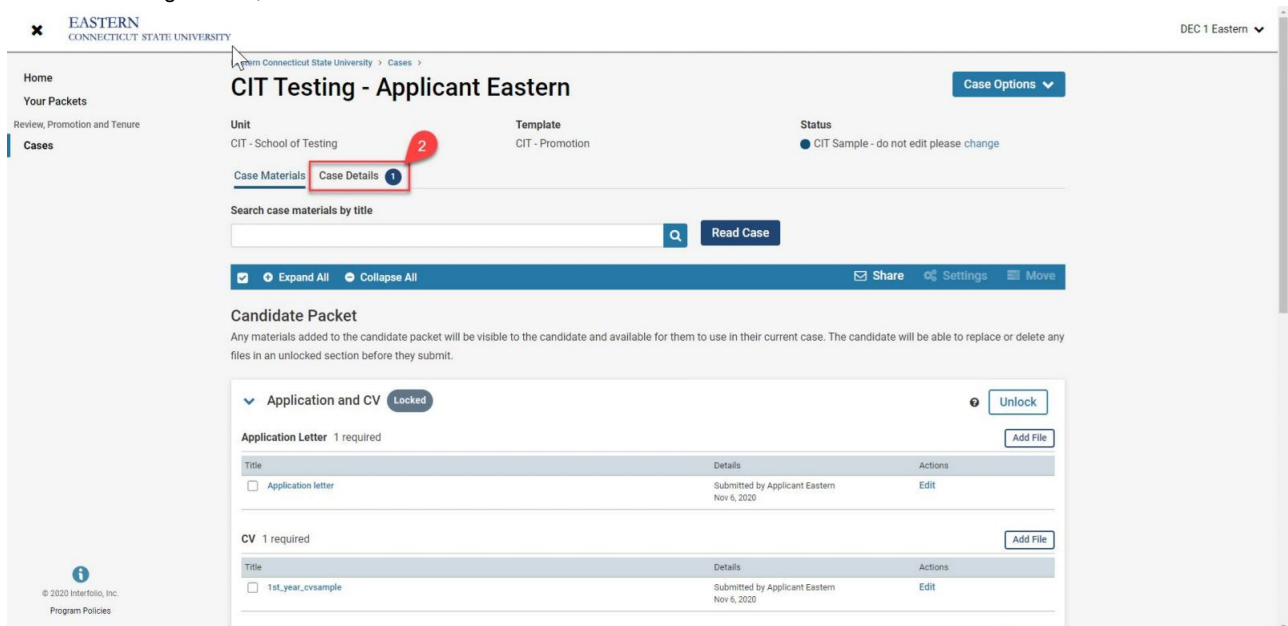 EASTERN
CONNECTICUT STATE UNIVERSITY
DEC 1 Eastern
Home
Your Packets
Review, Promotion and Tenure
Cases
Connecticut State University > Cases >
CIT Testing - Applicant Eastern
Case Options
Unit
Template
Status
CIT - School of Testing
CIT - Promotion
CIT Sample - do not edit please change
2
Case Materials
Case Details 1
Search case materials by title
Read Case
Expand All
Collapse All
Share
Settings
Move
Candidate Packet
Any materials added to the candidate packet will be visible to the candidate and available for them to use in their current case. The candidate will be able to replace or delete any
files in an unlocked section before they submit.
Application and CV
Locked
Unlock
Application Letter 1 required
Add File
Title
Details
Actions
Application letter
Submitted by Applicant Eastern
Edit
Nov 6, 2020
CV 1 required
Add File
Title
Details
Actions
1st_year_cvsample
Submitted by Applicant Eastern
Edit
Nov 6, 2020
© 2020 Interfolio, Inc.
Program Policies